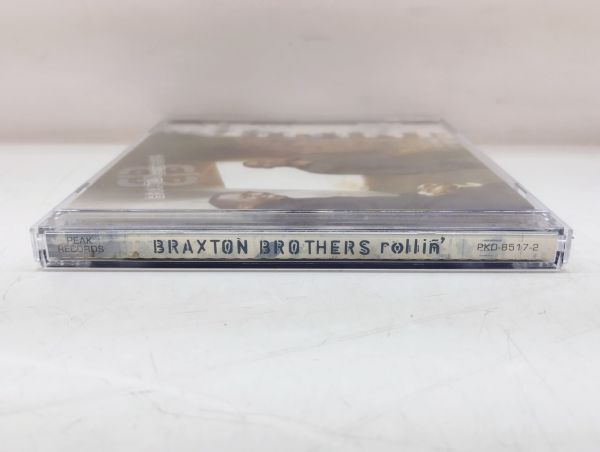 PEAK
RECORDS
BRAXTON BROTHERS rollin'
PKD-8517-2